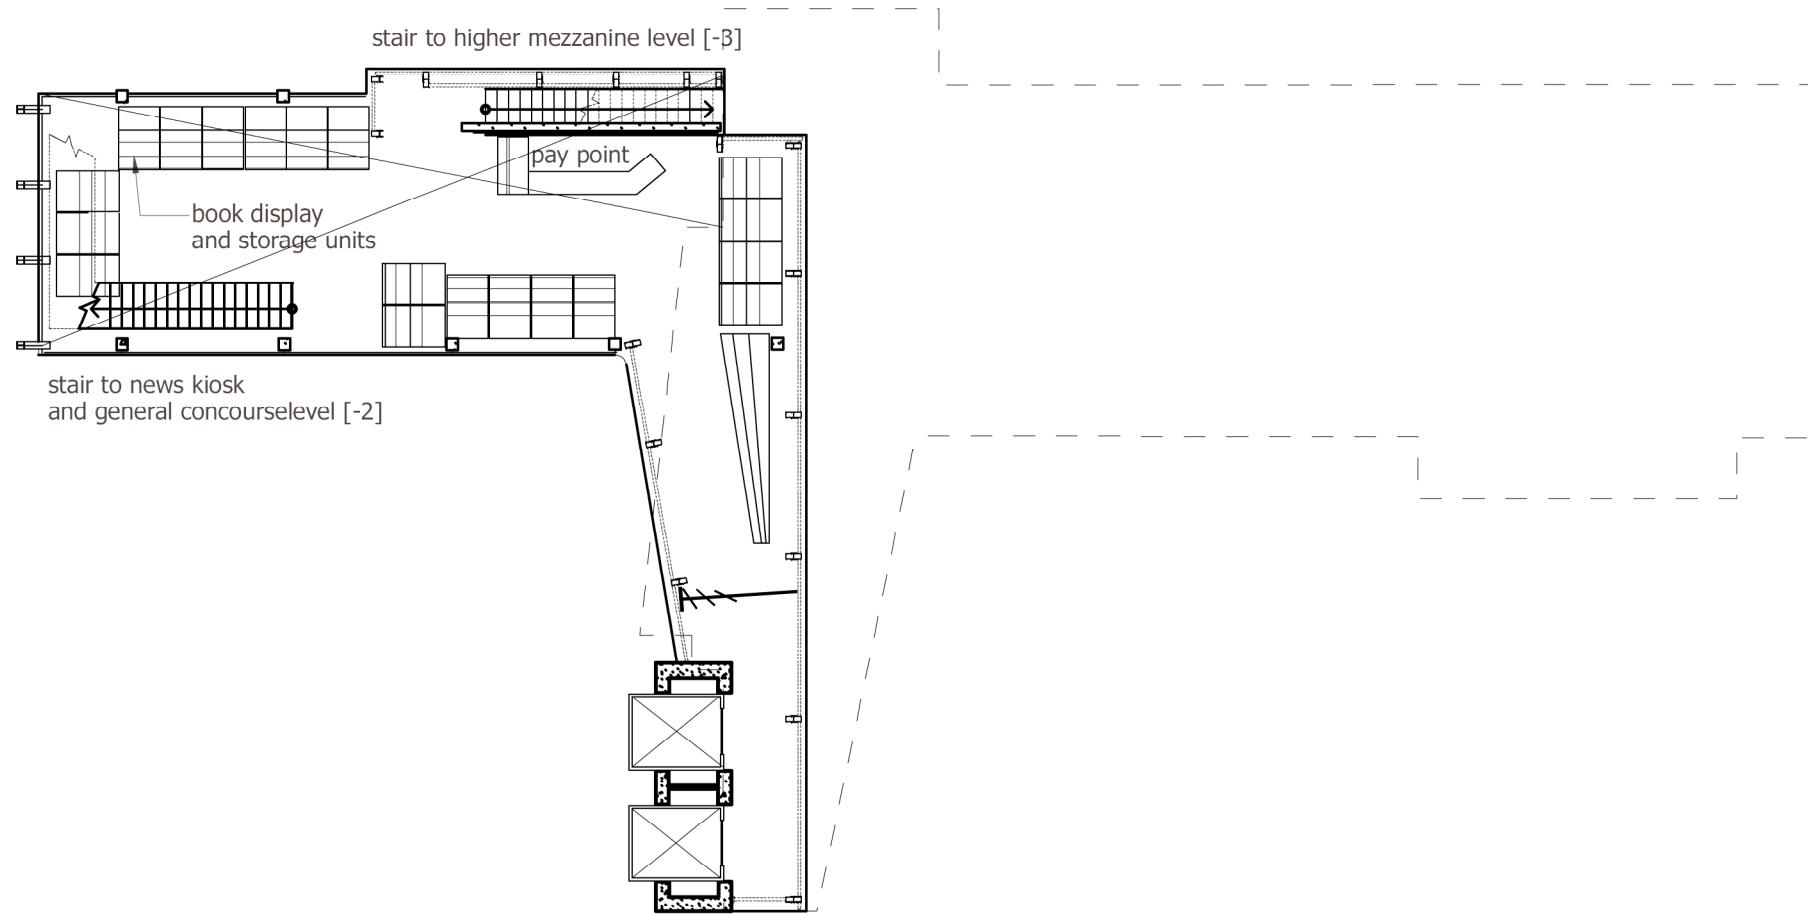 stair to higher mezzanine level [-3]
pay point
book display
and storage units
stair to news kiosk
and general concourselevel [-2]